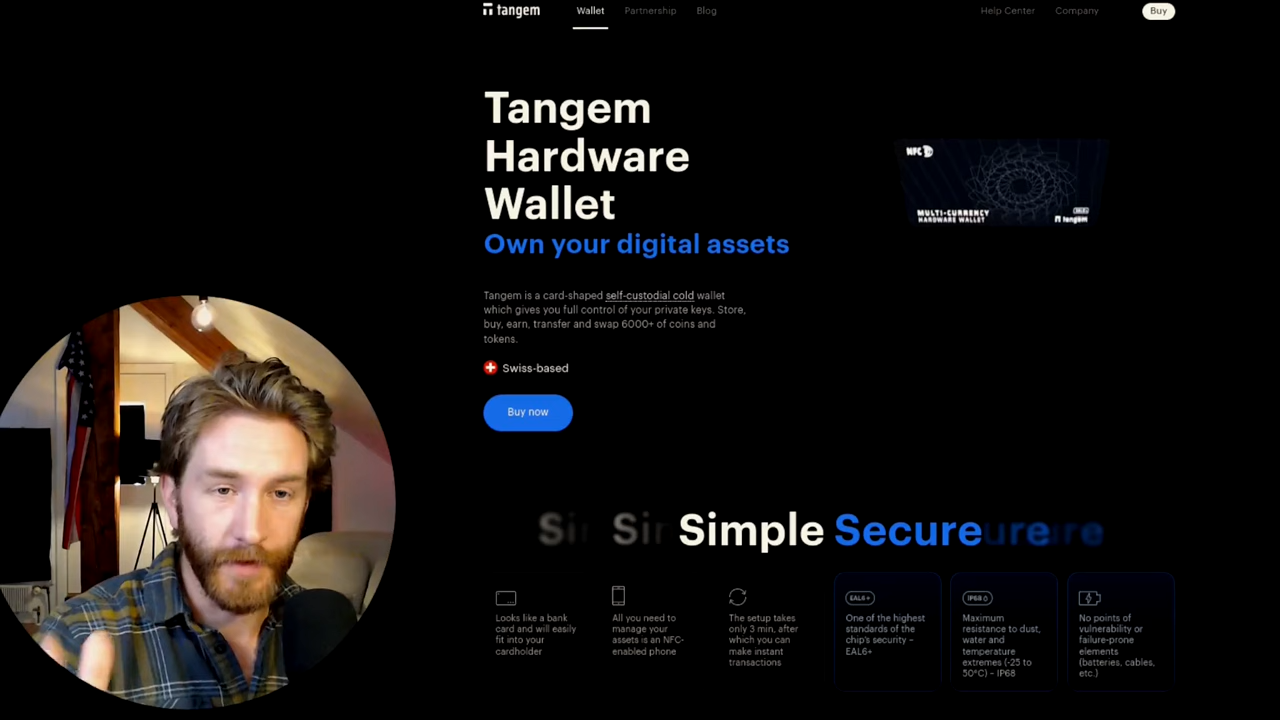 tangem
Wallet
Partnership
Blog
Help Center
Company
Buy
Tangem
Hardware
Wallet
Own your digital assets
Tangem is a card-shaped self-custodial cold wallet
which gives you full control of your private keys. Store,
buy, earn, transfer and swap 6000+ of coins and
tokens.
Swiss-based
Buy now
NFC
MULTI-CURRENCY
HARDWARE WALLET
tangem
Si Sir Simple Secure ure re
Looks like a bank
card and will easily
fit into your
cardholder
All you need to
manage your
assets is an NFC-
enabled phone
The setup takes
only 3 min, after
which you can
make instant
transactions
EAL6+
One of the highest
standards of the
chip's security –
EAL6+
IP68
Maximum
resistance to dust,
water and
temperature
extremes (-25 to
50°C) – IP68
No points of
vulnerability or
failure-prone
elements
(batteries, cables,
etc.)